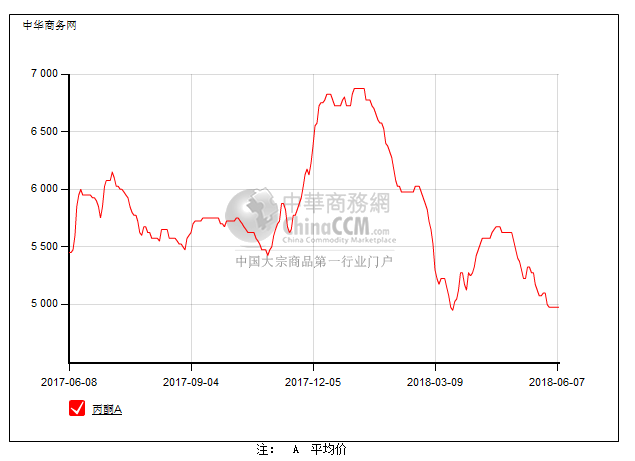 中华商务网
7 000
6 500
6 000
5 500
5 000
中華商務網
ChinaCCM.com
China Commodity Marketplace
中国大宗商品第一行业门户
2017-06-08 2017-09-04 2017-12-05 2018-03-09 2018-06-07
丙酮A
注： A 平均价